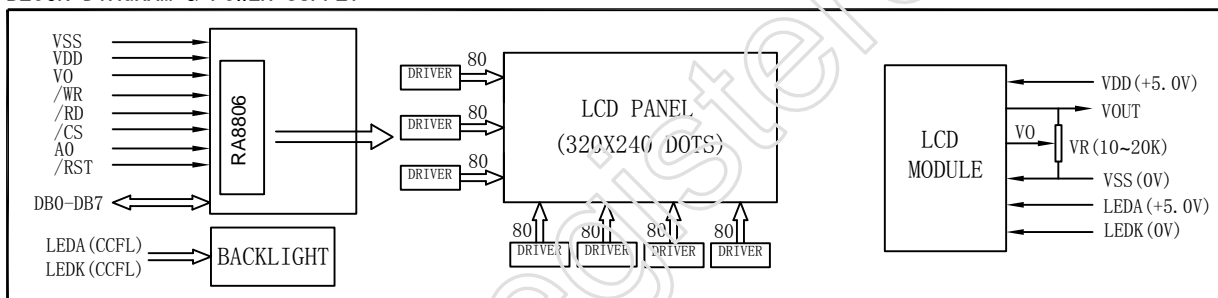 VSS
VDD
VO
/WR
/RD
/CS
A0
/RST
DB0-DB7
RA8806
LEDA(CCFL)
LEDK(CCFL)
BACKLIGHT
DRIVER
80
DRIVER
80
DRIVER
80
LCD PANEL
(320X240 DOTS)
80
80
80
80
DRIVER
DRIVER
DRIVER
DRIVER
LCD
MODULE
VDD(+5.0V)
VOUT
VO
VR(10~20K)
VSS(0V)
LEDA(+5.0V)
LEDK(0V)